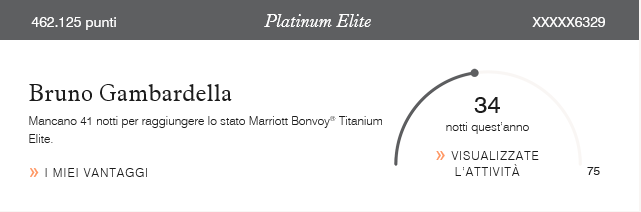 462.125 punti
Platinum Elite
XXXXX6329
Bruno Gambardella
Mancano 41 notti per raggiungere lo stato Marriott Bonvoy® Titanium
Elite.
» I MIEI VANTAGGI
34
notti quest'anno
» VISUALIZZATE
L'ATTIVITÀ
75